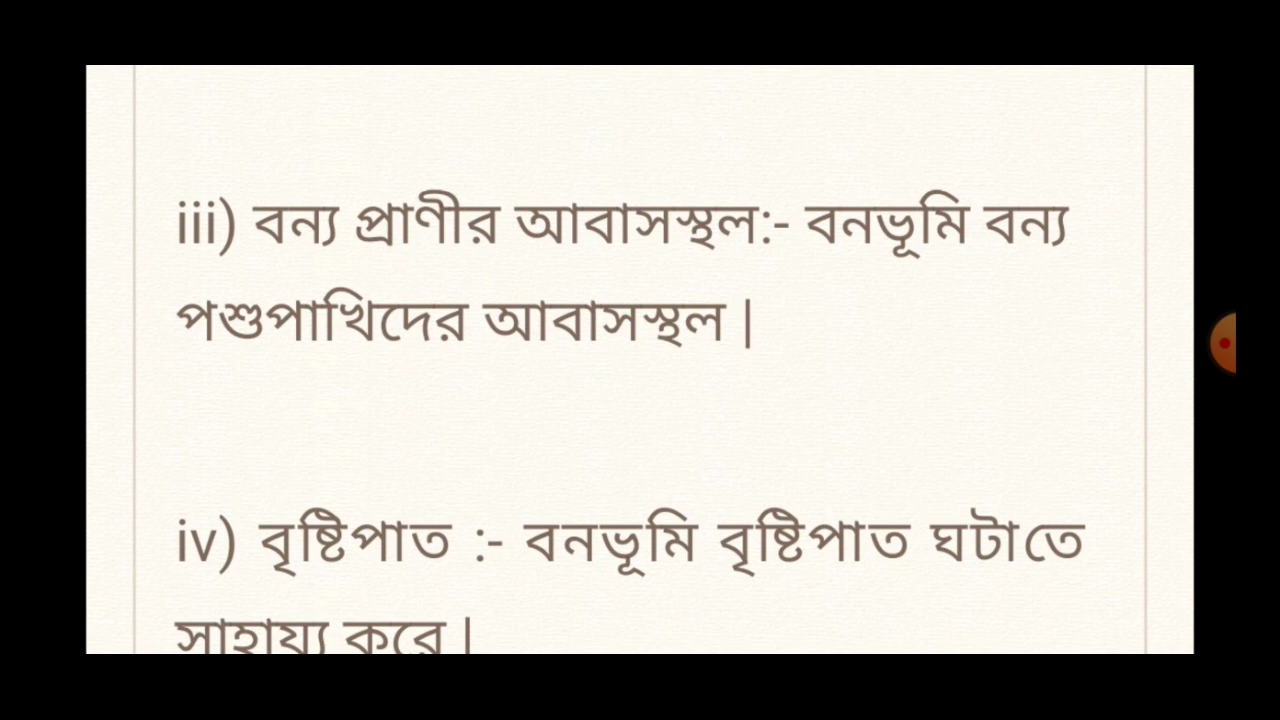 iii) বন্য প্রাণীর আবাসস্থল:- বনভূমি বন্য
পশুপাখিদের আবাসস্থল |
iv) বৃষ্টিপাত :- বনভূমি বৃষ্টিপাত ঘটাতে
সাহায্য করে |